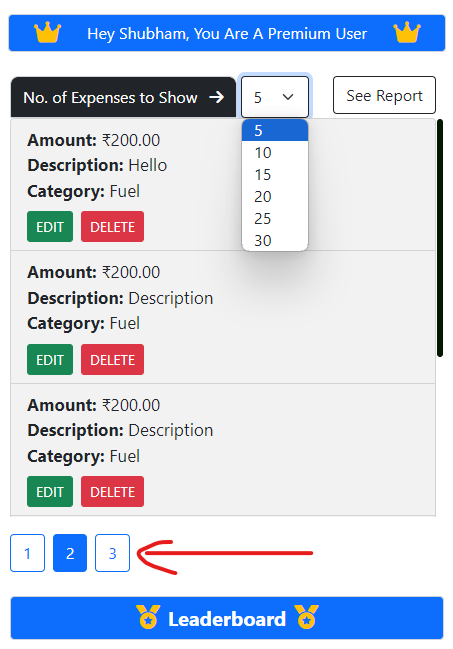 Hey Shubham, You Are A Premium User
No. of Expenses to Show → 5 See Report
5
10
15
20
25
30
Amount: ₹200.00
Description: Hello
Category: Fuel
EDIT DELETE
Amount: ₹200.00
Description: Description
Category: Fuel
EDIT DELETE
Amount: ₹200.00
Description: Description
Category: Fuel
EDIT DELETE
1 2 3
Leaderboard